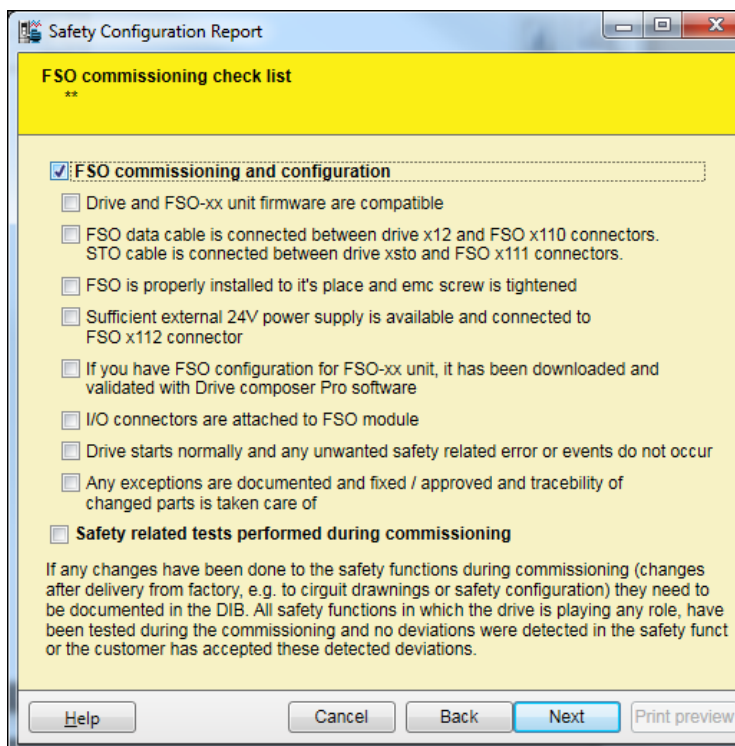 Safety Configuration Report
FSO commissioning check list
**
FSO commissioning and configuration
Drive and FSO-xx unit firmware are compatible
FSO data cable is connected between drive x12 and FSO x110 connectors.
STO cable is connected between drive xsto and FSO x111 connectors.
FSO is properly installed to it's place and emc screw is tightened
Sufficient external 24V power supply is available and connected to
FSO x112 connector
If you have FSO configuration for FSO-xx unit, it has been downloaded and
validated with Drive composer Pro software
I/O connectors are attached to FSO module
Drive starts normally and any unwanted safety related error or events do not occur
Any exceptions are documented and fixed / approved and tracebility of
changed parts is taken care of
Safety related tests performed during commissioning
If any changes have been done to the safety functions during commissioning (changes
after delivery from factory, e.g. to cirguit drawnings or safety configuration) they need to
be documented in the DIB. All safety functions in which the drive is playing any role, have
been tested during the commissioning and no deviations were detected in the safety funct
or the customer has accepted these detected deviations.
Help
Cancel
Back
Next
Print preview